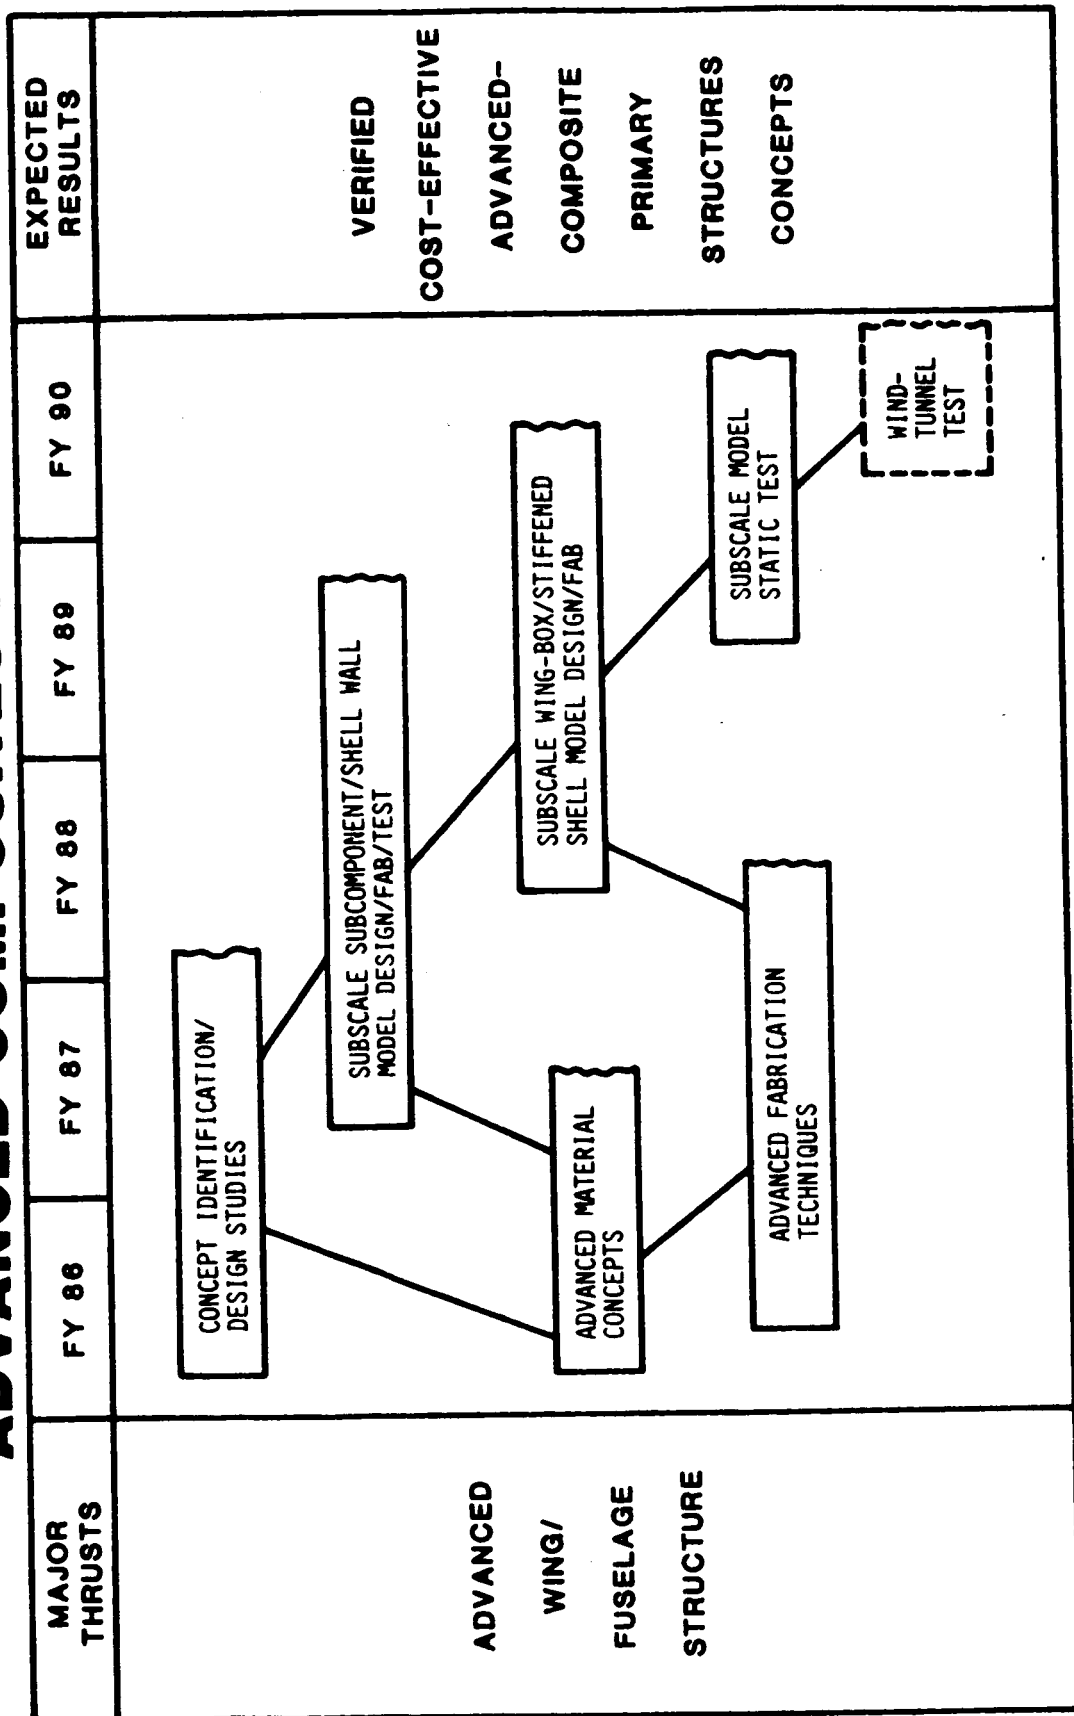 ADVANCED
MAJOR
THRUSTS
FY 86
FY 87
FY 88
FY 89
FY 90
EXPECTED
RESULTS
ADVANCED
WING/
FUSELAGE
STRUCTURE
CONCEPT IDENTIFICATION/
DESIGN STUDIES
SUBSCALE SUBCOMPONENT/SHELL WALL
MODEL DESIGN/FAB/TEST
ADVANCED MATERIAL
CONCEPTS
SUBSCALE WING-BOX/STIFFENED
SHELL MODEL DESIGN/FAB
ADVANCED FABRICATION
TECHNIQUES
SUBSCALE MODEL
STATIC TEST
WIND-
TUNNEL
TEST
VERIFIED
COST-EFFECTIVE
ADVANCED-
COMPOSITE
PRIMARY
STRUCTURES
CONCEPTS